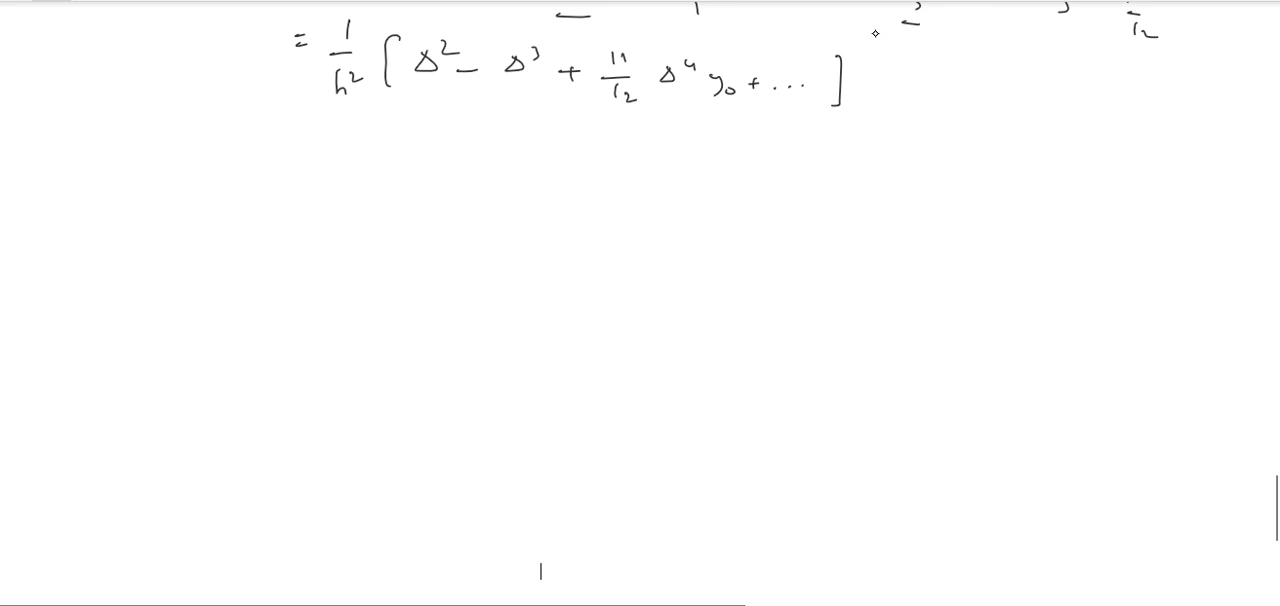 = 1/h² [ Δ² - Δ³ + 11/12 Δ⁴ y₀ + ... ]